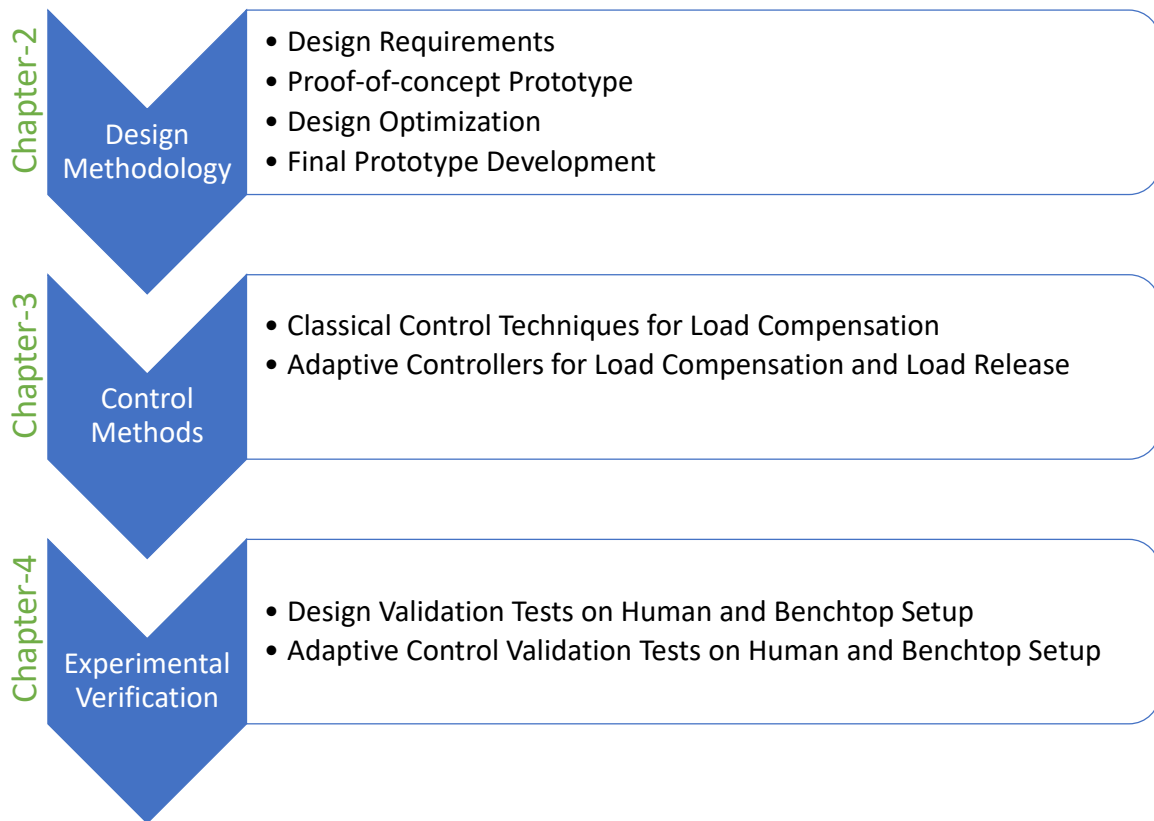 Chapter-2
Design
Methodology
• Design Requirements
• Proof-of-concept Prototype
• Design Optimization
• Final Prototype Development
Chapter-3
Control
Methods
• Classical Control Techniques for Load Compensation
• Adaptive Controllers for Load Compensation and Load Release
Chapter-4
Experimental
Verification
• Design Validation Tests on Human and Benchtop Setup
• Adaptive Control Validation Tests on Human and Benchtop Setup